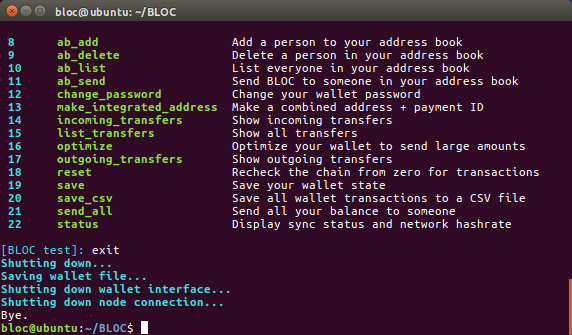 bloc@ubuntu: ~/BLOC
8 ab_add Add a person to your address book
9 ab_delete Delete a person in your address book
10 ab_list List everyone in your address book
11 ab_send Send BLOC to someone in your address book
12 change_password Change your wallet password
13 make_integrated_address Make a combined address + payment ID
14 incoming_transfers Show incoming transfers
15 list_transfers Show all transfers
16 optimize Optimize your wallet to send large amounts
17 outgoing_transfers Show outgoing transfers
18 reset Recheck the chain from zero for transactions
19 save Save your wallet state
20 save_csv Save all wallet transactions to a CSV file
21 send_all Send all your balance to someone
22 status Display sync status and network hashrate
[BLOC test]: exit
Shutting down...
Saving wallet file...
Shutting down wallet interface...
Shutting down node connection...
Bye.
bloc@ubuntu:~/BLOC$